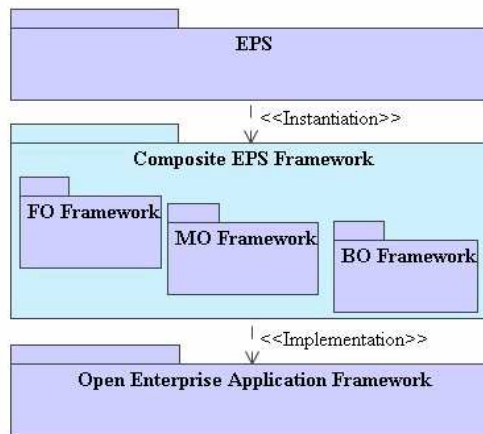 EPS
<<Instantiation>>
Composite EPS Framework
FO Framework
MO Framework
BO Framework
<<Implementation>>
Open Enterprise Application Framework